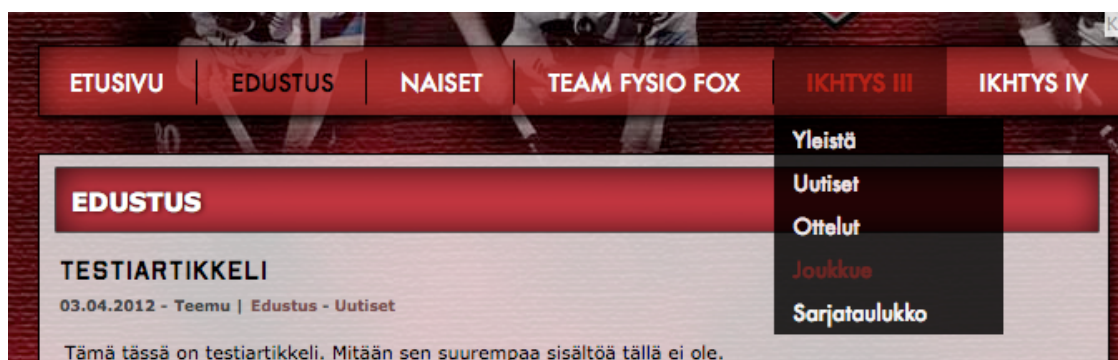 ETUSIVU EDUSTUS NAISET TEAM FYSIO FOX IKHTYS III IKHTYS IV
Yleistä
Uutiset
Ottelut
Joukkue
Sarjataulukko
EDUSTUS
TESTIARTIKKELI
03.04.2012 - Teemu | Edustus - Uutiset
Tämä tässä on testiartikkeli. Mitään sen suurempaa sisältöä tällä ei ole.